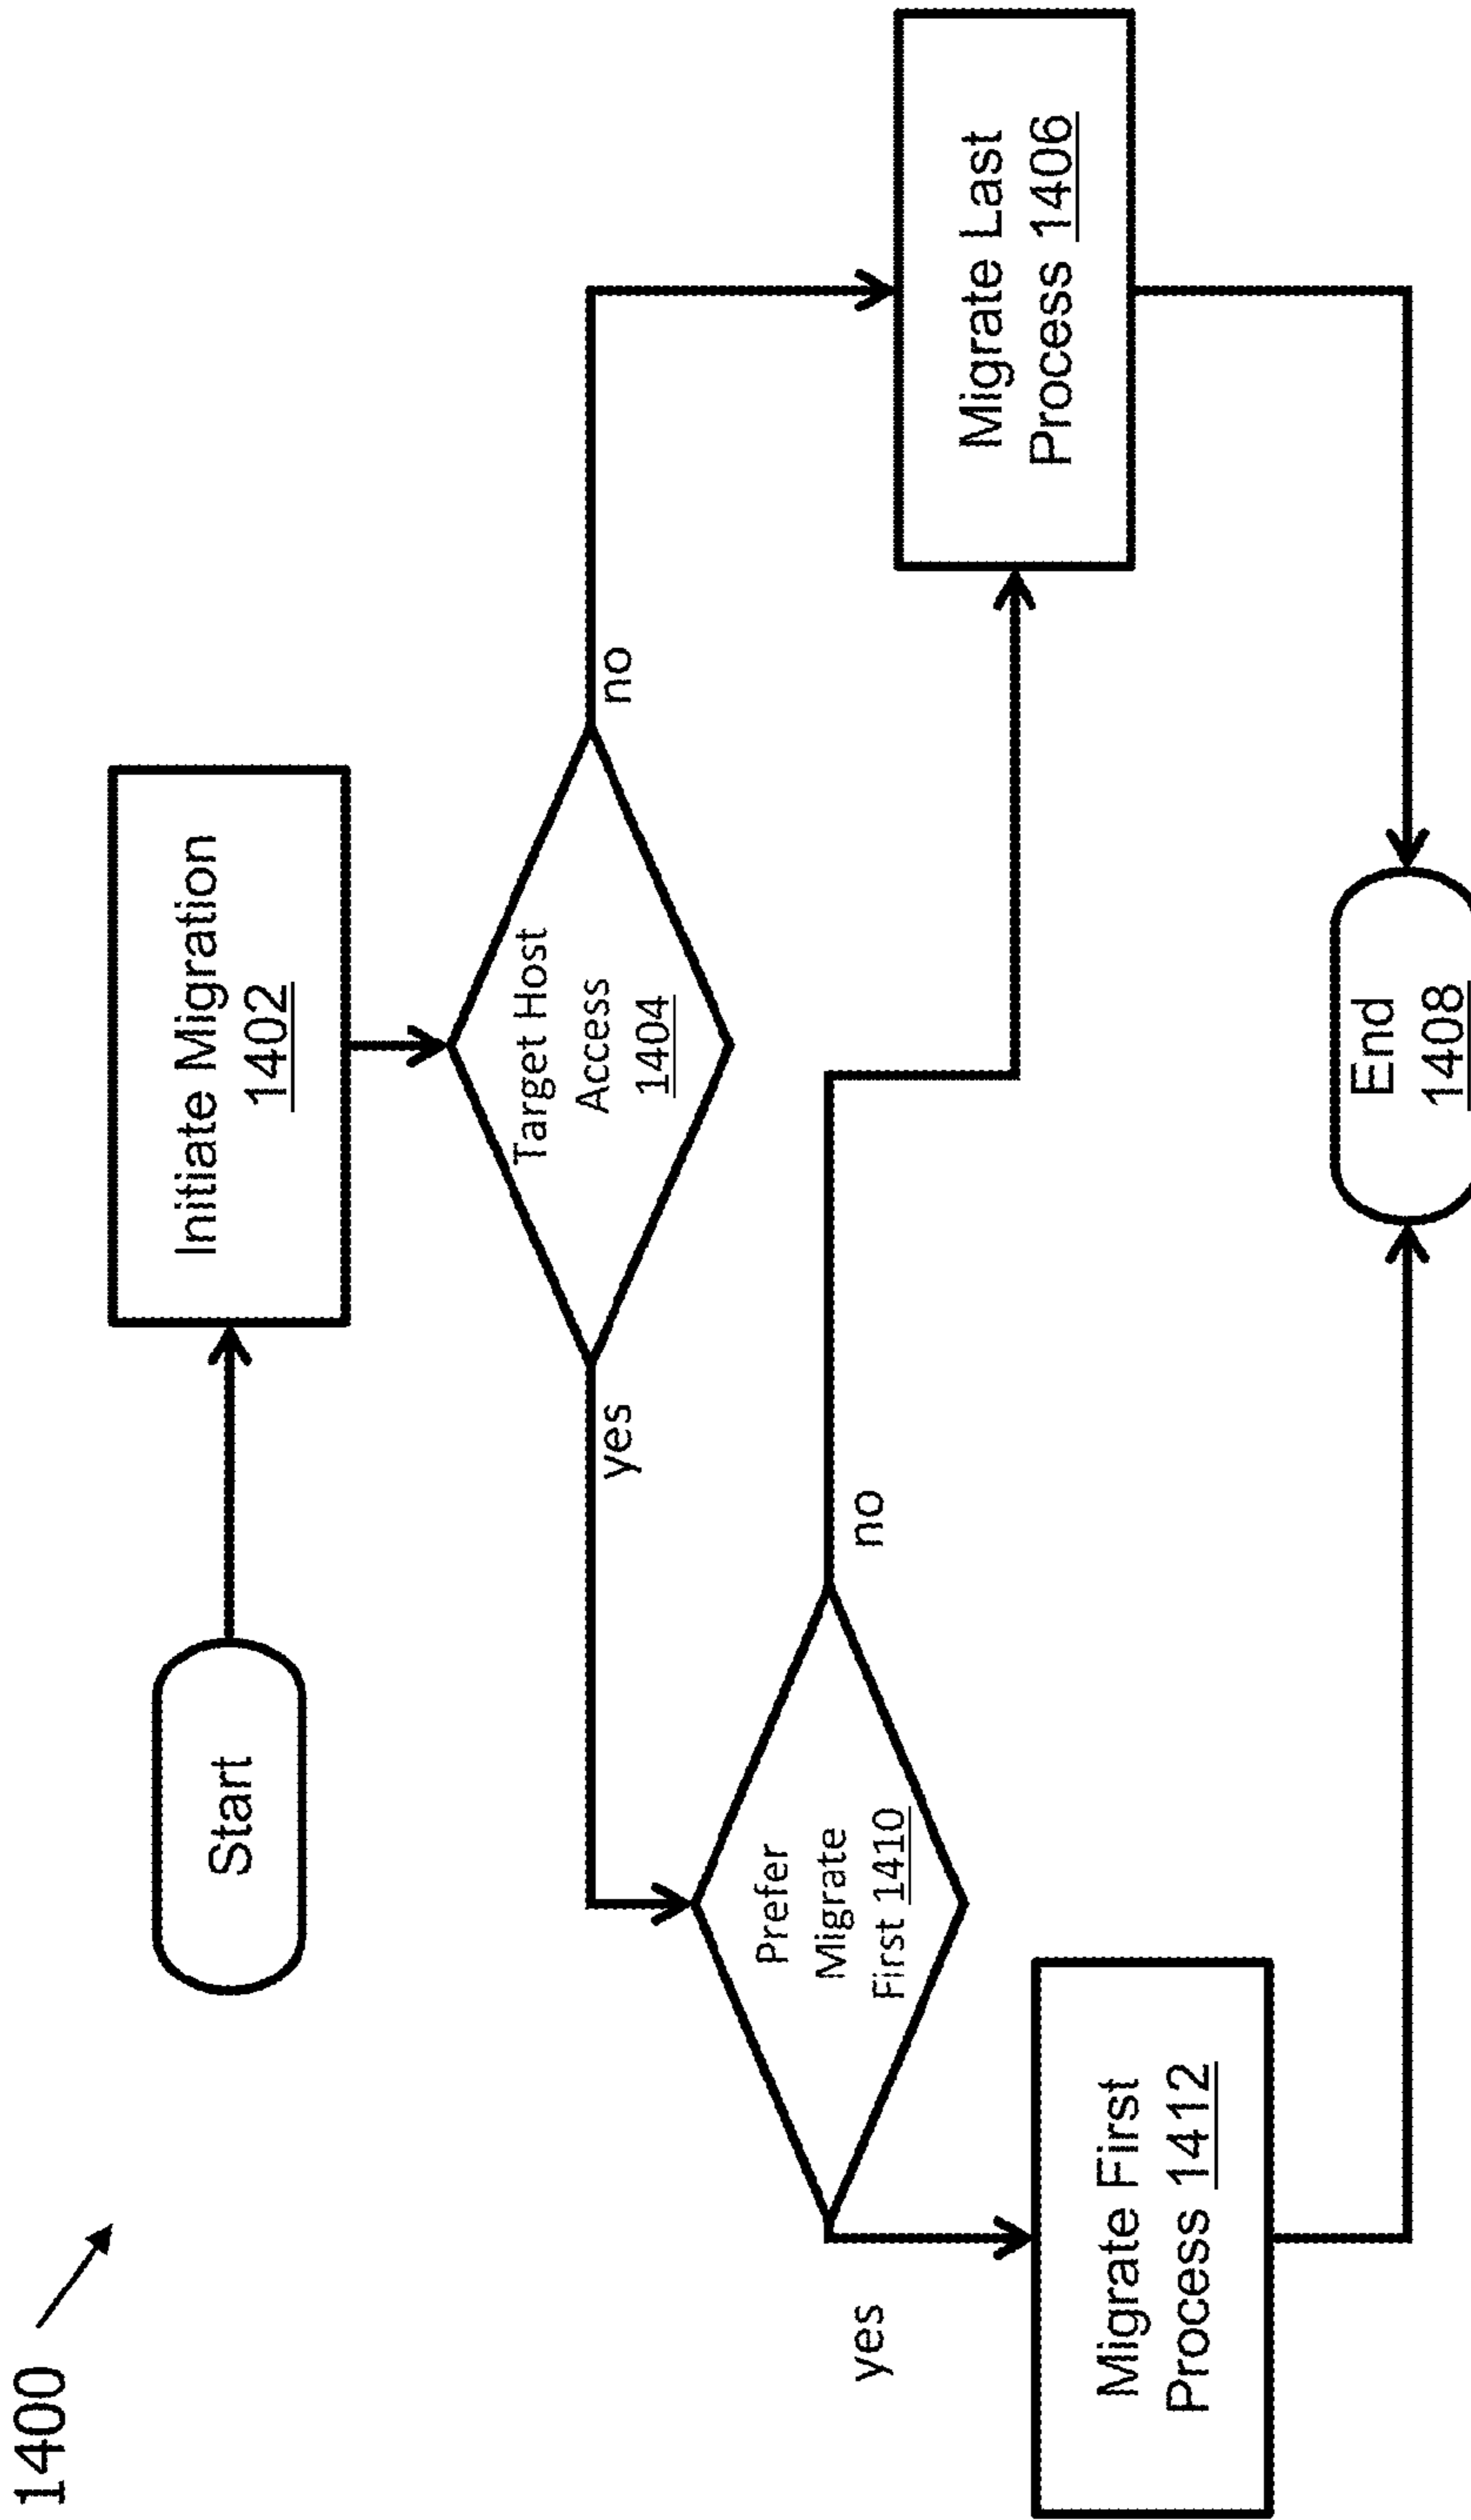 1400
Start
Initiate Migration
1402
Target Host
Access
1404
yes
no
Prefer
Migrate
First 1410
yes
no
Migrate Last
Process 1406
Migrate First
Process 1412
End
1408